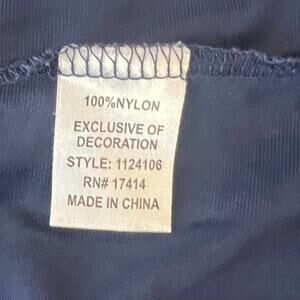 100%NYLON
EXCLUSIVE OF
DECORATION
STYLE: 1124106
RN# 17414
MADE IN CHINA